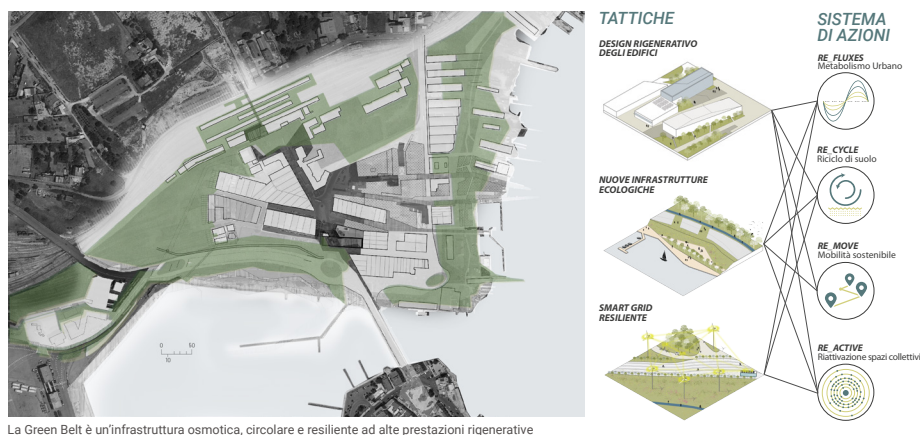 TATTICHE
DESIGN RIGENERATIVO
DEGLI EDIFICI
NUOVE INFRASTRUTTURE
ECOLOGICHE
SMART GRID
RESILIENTE
SISTEMA
DI AZIONI
RE_FLUXES
Metabolismo Urbano
RE_CYCLE
Riciclo di suolo
RE_MOVE
Mobilità sostenibile
RE_ACTIVE
Riattivazione spazi collettivi
0 50
10
La Green Belt è un'infrastruttura osmotica, circolare e resiliente ad alte prestazioni rigenerative